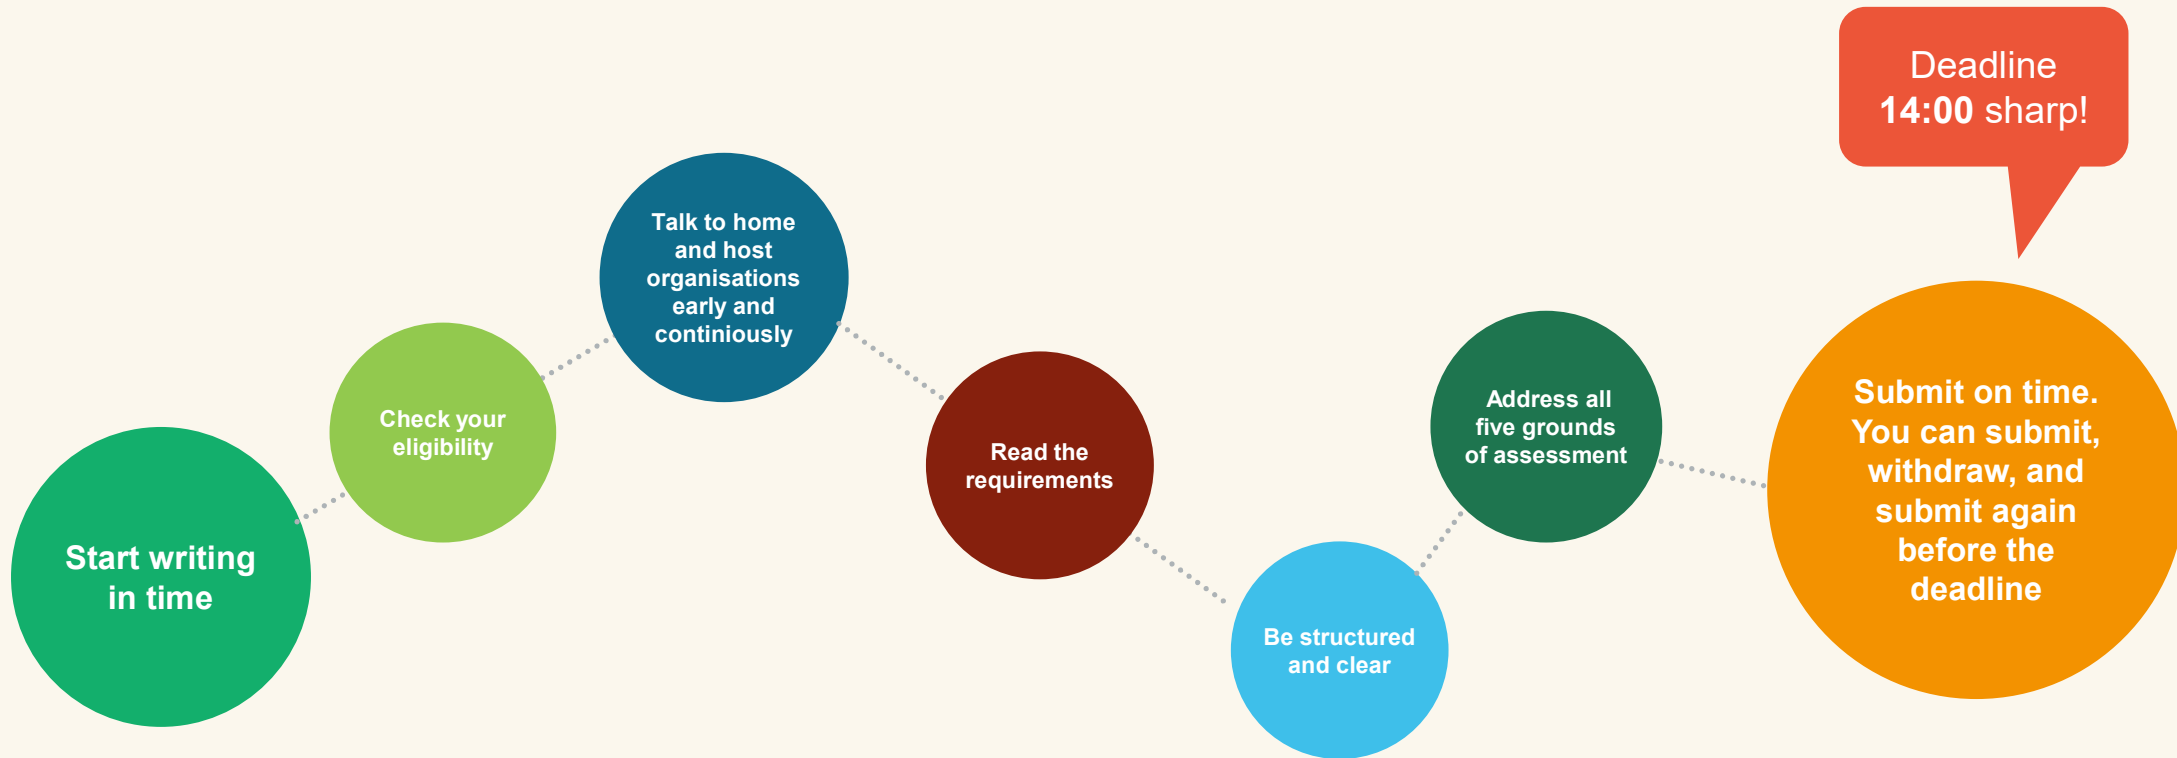 Start writing
in time
Check your
eligibility
Talk to home
and host
organisations
early and
continiously
Read the
requirements
Be structured
and clear
Address all
five grounds
of assessment
Deadline
14:00 sharp!
Submit on time.
You can submit,
withdraw, and
submit again
before the
deadline